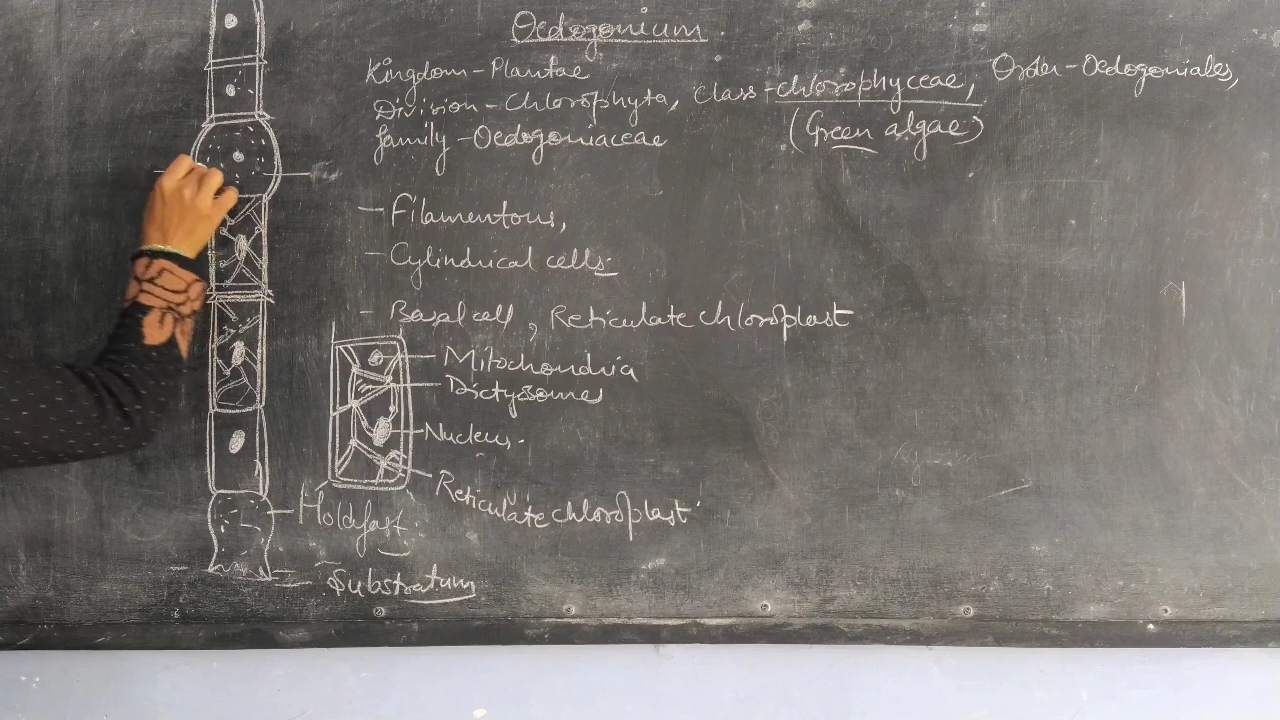 Oedogonium.
Kingdom - Plantae
Division - Chlorophyta, Class - chlorophyceae, Order - Oedogoniales,
family - Oedogoniaceae (Green algae)
- Filamentous,
- Cylindrical cells.
- Basal cell, Reticulate chloroplast
Mitochondria
Dictyosomes
Nucleus.
Reticulate chloroplast
Holdfast.
Substratum